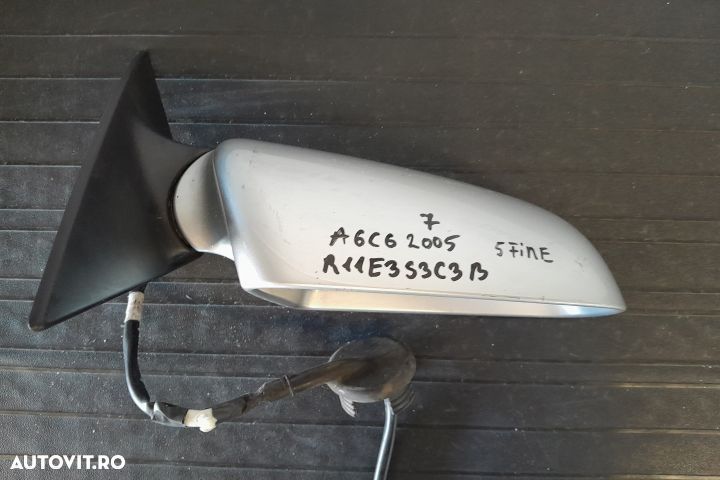 7
A6C6 2005
5 FiRE
R11E3S3C3B
AUTOVIT.RO